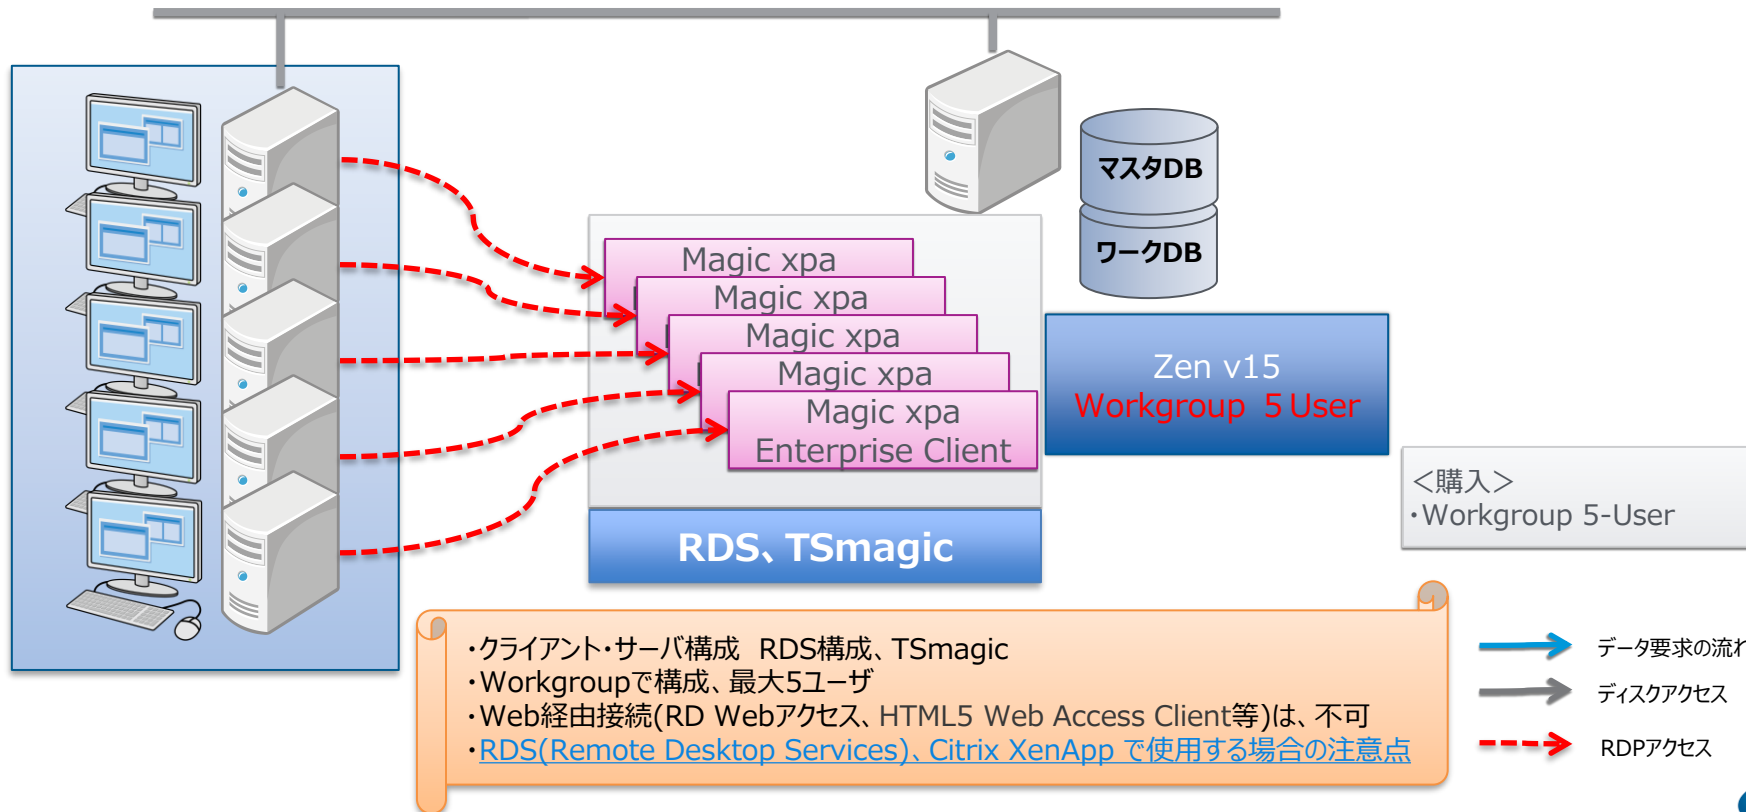 マスタDB
ワークDB
Magic xpa
Magic xpa
Magic xpa
Magic xpa
Magic xpa
Enterprise Client
Zen v15
Workgroup 5 User
RDS、TSmagic
＜購入＞
・Workgroup 5-User
・クライアント・サーバ構成 RDS構成、TSmagic
・Workgroupで構成、最大5ユーザ
・Web経由接続(RD Webアクセス、HTML5 Web Access Client等)は、不可
・RDS(Remote Desktop Services)、Citrix XenApp で使用する場合の注意点
データ要求の流れ
ディスクアクセス
RDPアクセス